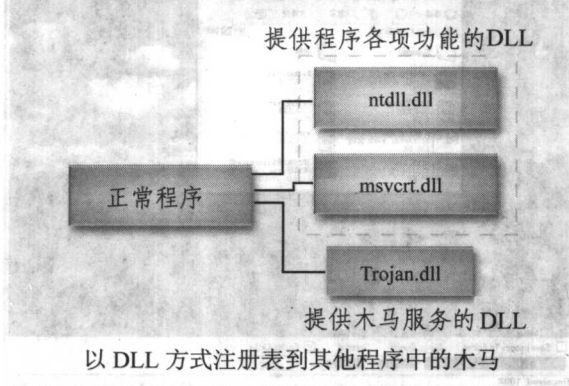 提供程序各项功能的DLL
ntdll.dll
正常程序
msvcrt.dll
Trojan.dll
提供木马服务的DLL
以 DLL 方式注册表到其他程序中的木马